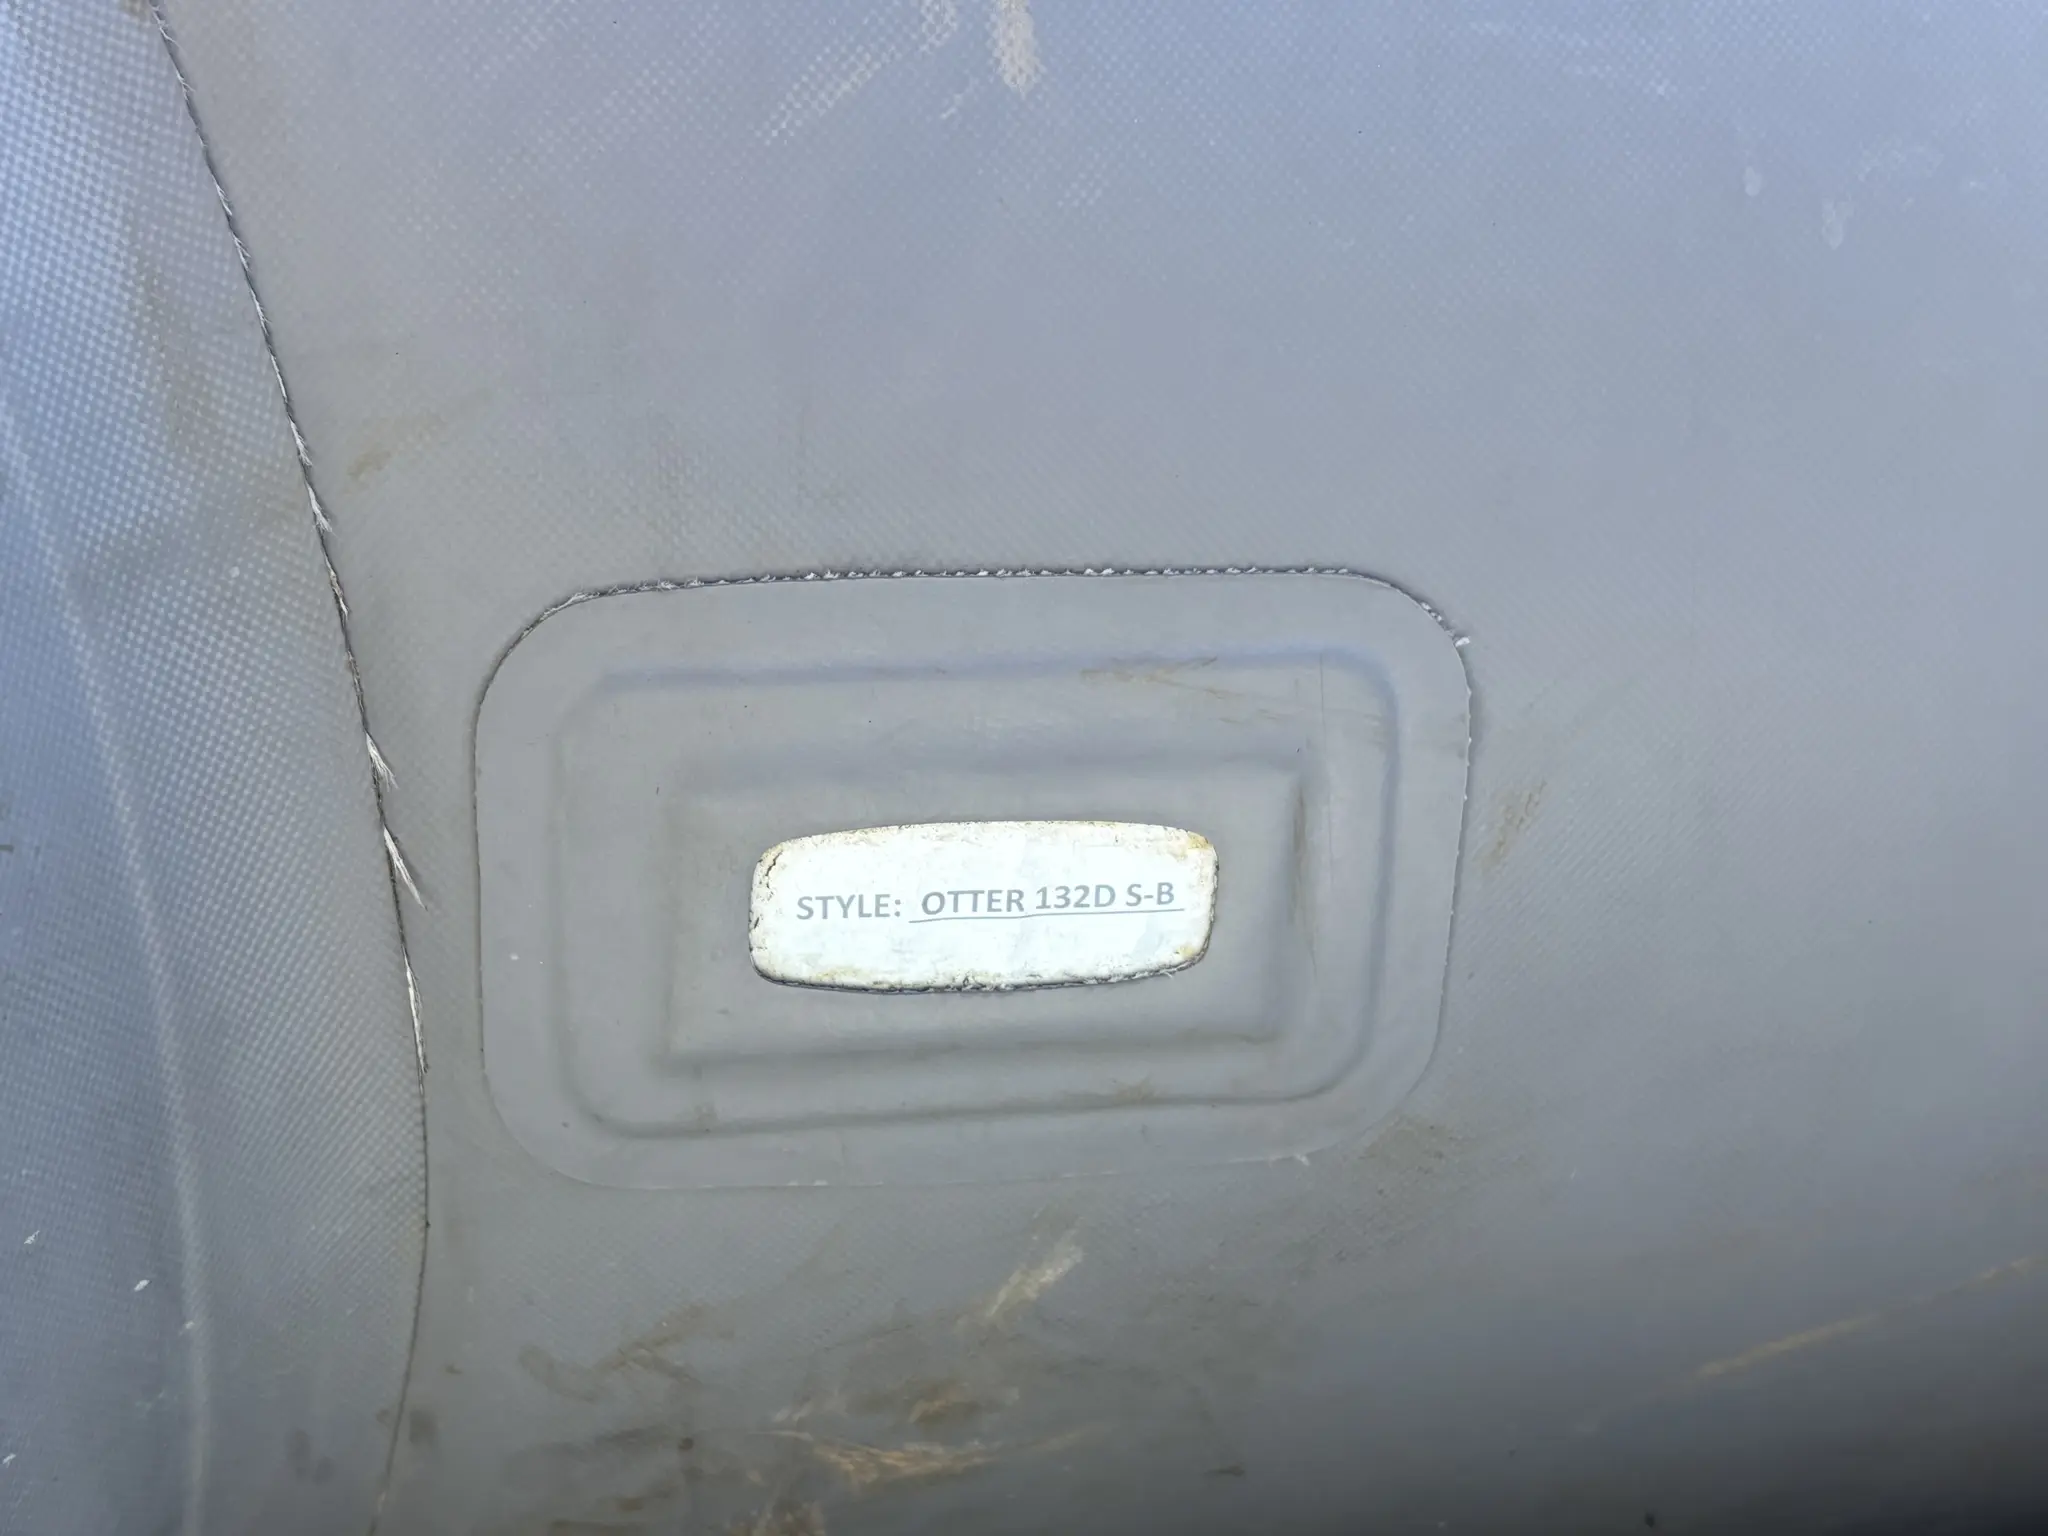 STYLE: OTTER 132D S-B